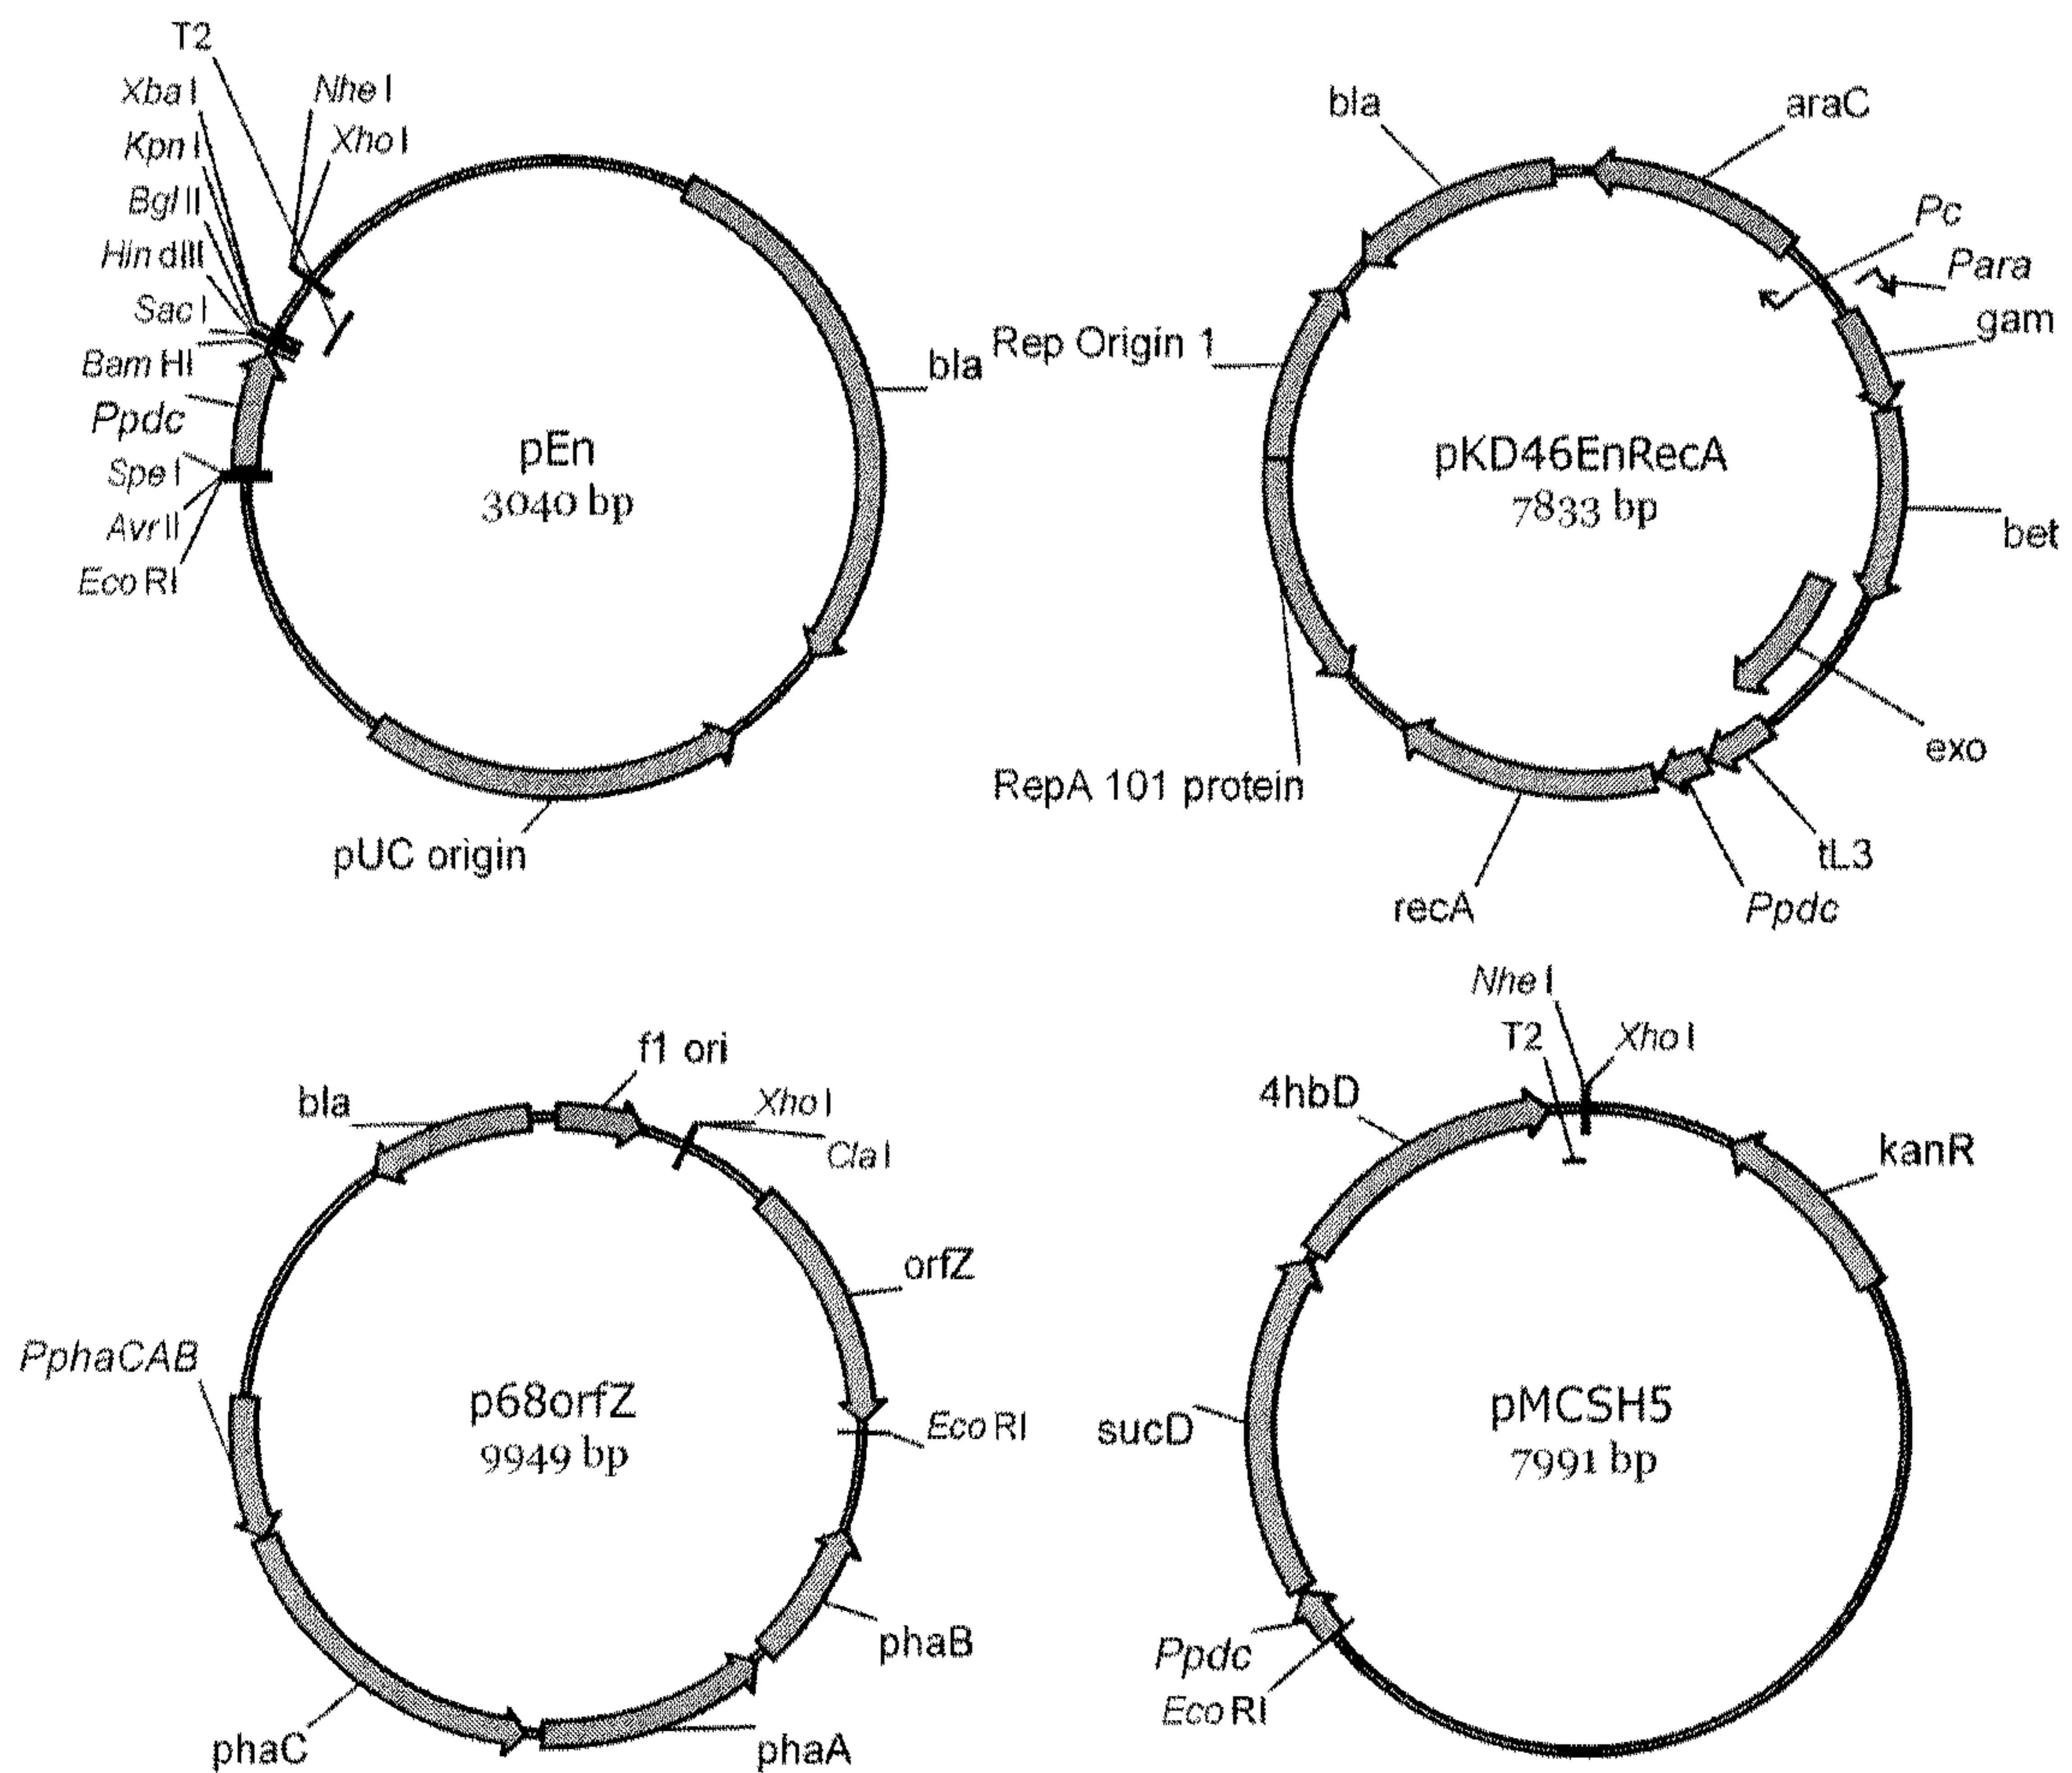 T2
Xba I
Nhe I
Kpn I
Xho I
Bgl II
Hin dIII
Sac I
Bam HI
Ppdc
Spe I
Avr II
Eco RI
pEn
3040 bp
bla
pUC origin
bla
araC
Pc
Para
gam
Rep Origin 1
pKD46EnRecA
7833 bp
bet
exo
RepA 101 protein
tL3
recA
Ppdc
f1 ori
bla
Xho I
Cla I
orfZ
PphaCAB
p68orfZ
9949 bp
Eco RI
phaB
phaC
phaA
Nhe I
T2
Xho I
4hbD
kanR
sucD
pMCSH5
7991 bp
Ppdc
Eco RI